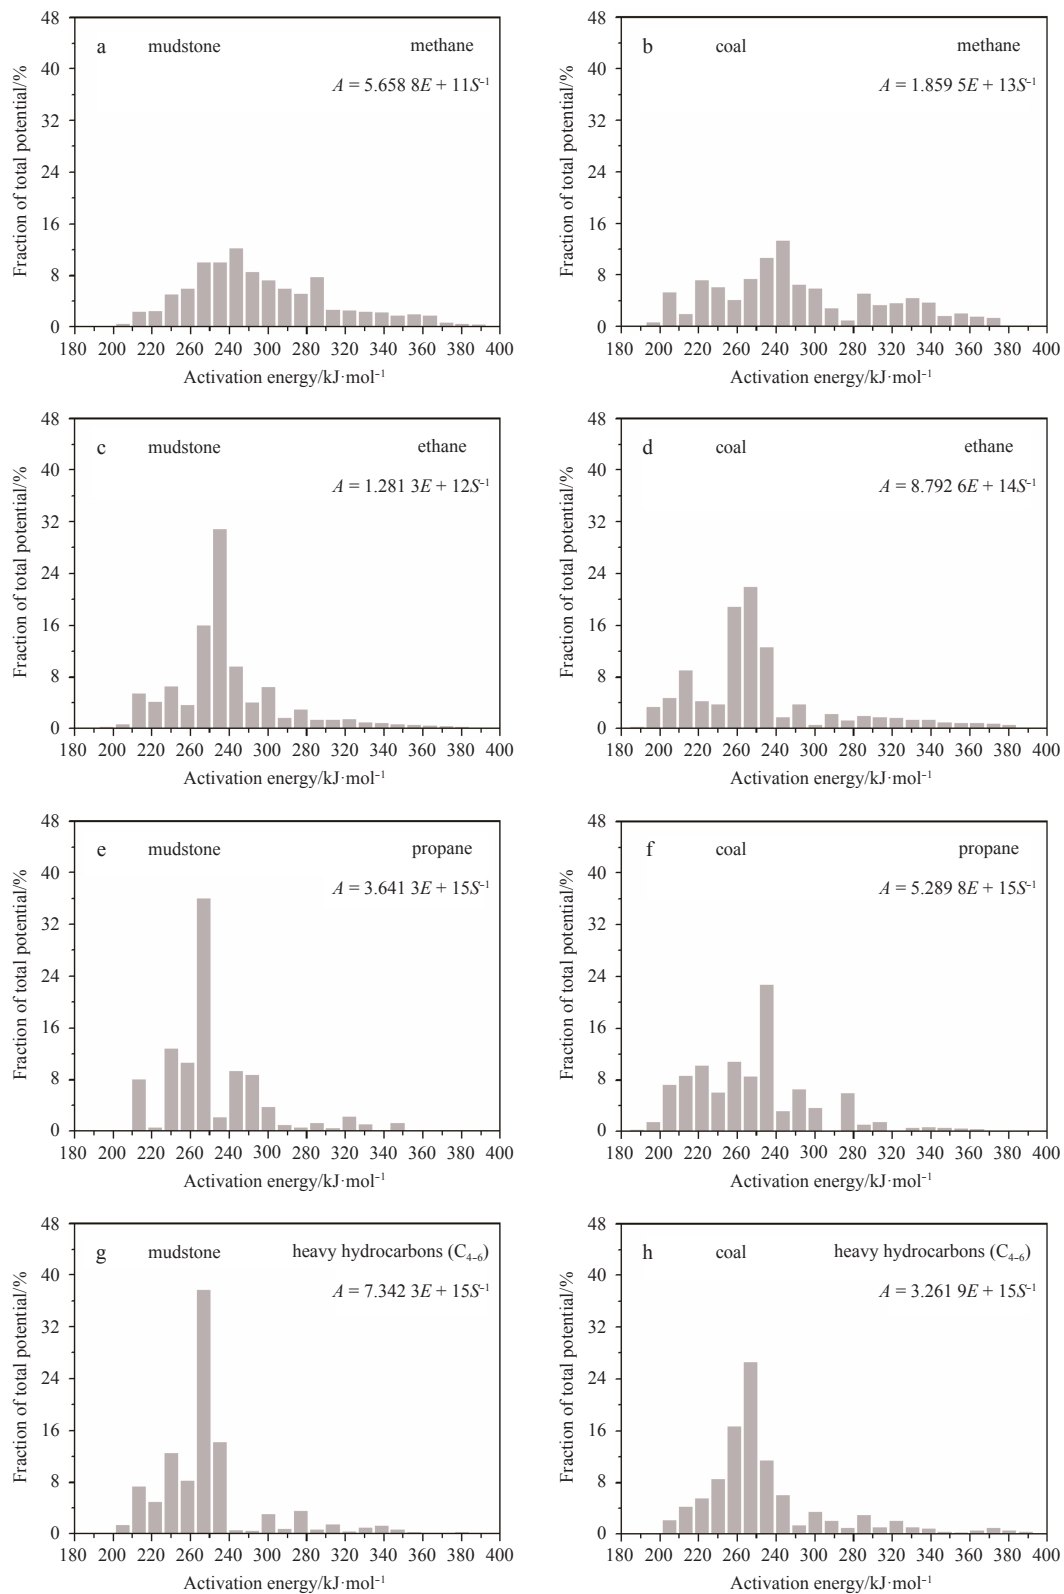 48
40
32
24
16
8
0
Fraction of total potential/%
a mudstone methane
A = 5.658 8E + 11S⁻¹
180 200 220 260 240 300 280 320 340 360 380 400
Activation energy/kJ·mol⁻¹
48
40
32
24
16
8
0
Fraction of total potential/%
b coal methane
A = 1.859 5E + 13S⁻¹
180 200 220 260 240 300 280 320 340 360 380 400
Activation energy/kJ·mol⁻¹
48
40
32
24
16
8
0
Fraction of total potential/%
c mudstone ethane
A = 1.281 3E + 12S⁻¹
180 200 220 260 240 300 280 320 340 360 380 400
Activation energy/kJ·mol⁻¹
48
40
32
24
16
8
0
Fraction of total potential/%
d coal ethane
A = 8.792 6E + 14S⁻¹
180 200 220 260 240 300 280 320 340 360 380 400
Activation energy/kJ·mol⁻¹
48
40
32
24
16
8
0
Fraction of total potential/%
e mudstone propane
A = 3.641 3E + 15S⁻¹
180 200 220 260 240 300 280 320 340 360 380 400
Activation energy/kJ·mol⁻¹
48
40
32
24
16
8
0
Fraction of total potential/%
f coal propane
A = 5.289 8E + 15S⁻¹
180 200 220 260 240 300 280 320 340 360 380 400
Activation energy/kJ·mol⁻¹
48
40
32
24
16
8
0
Fraction of total potential/%
g mudstone heavy hydrocarbons (C₄₋₆)
A = 7.342 3E + 15S⁻¹
180 200 220 260 240 300 280 320 340 360 380 400
Activation energy/kJ·mol⁻¹
48
40
32
24
16
8
0
Fraction of total potential/%
h coal heavy hydrocarbons (C₄₋₆)
A = 3.261 9E + 15S⁻¹
180 200 220 260 240 300 280 320 340 360 380 400
Activation energy/kJ·mol⁻¹